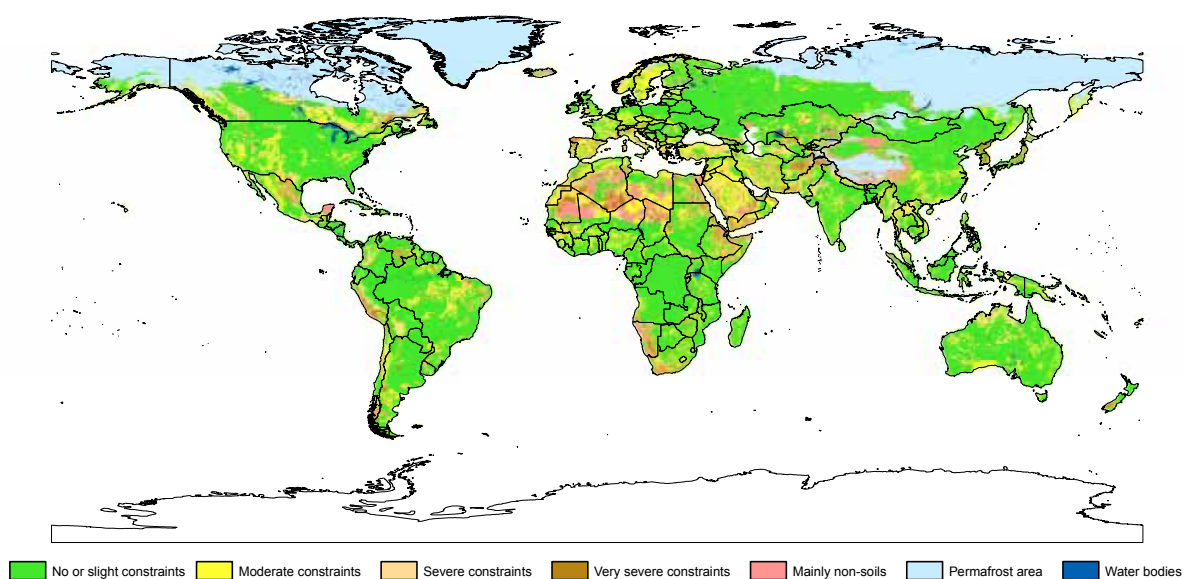 No or slight constraints Moderate constraints Severe constraints Very severe constraints Mainly non-soils Permafrost area Water bodies